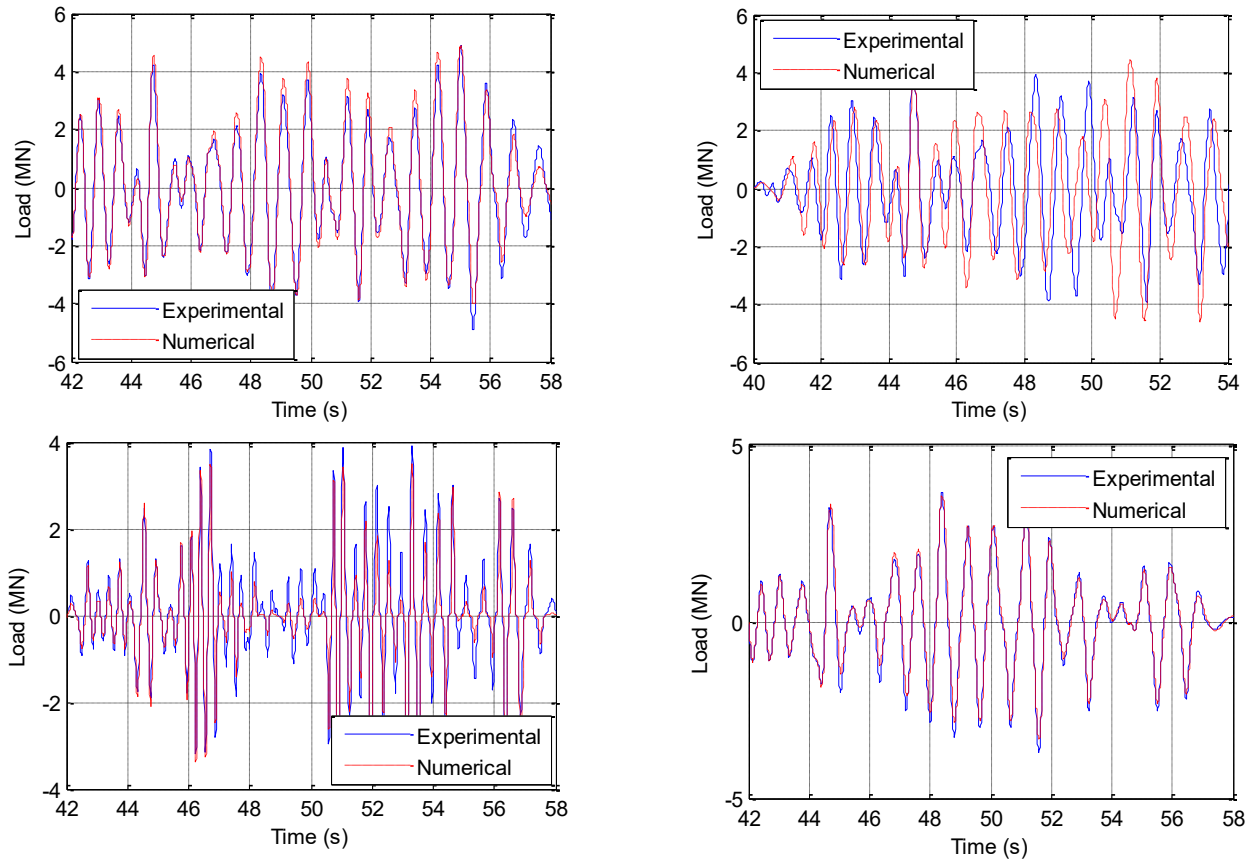 6
4
2
0
-2
-4
-6
Load (MN)
Experimental
Numerical
42 44 46 48 50 52 54 56 58
Time (s)
6
4
2
0
-2
-4
-6
Load (MN)
Experimental
Numerical
40 42 44 46 48 50 52 54
Time (s)
4
2
0
-2
-4
Load (MN)
Experimental
Numerical
42 44 46 48 50 52 54 56 58
Time (s)
5
0
-5
Load (MN)
Experimental
Numerical
42 44 46 48 50 52 54 56 58
Time (s)